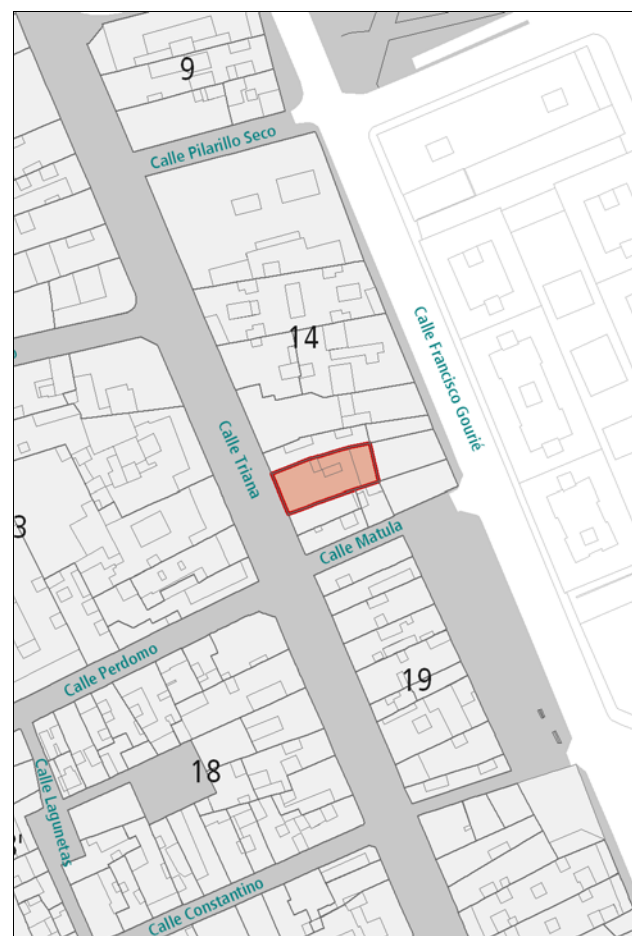 9
Calle Pilarillo Seco
14
Calle Francisco Gourié
Calle Triana
3
Calle Matula
Calle Perdomo
19
18
Calle Lagunetas
Calle Constantino